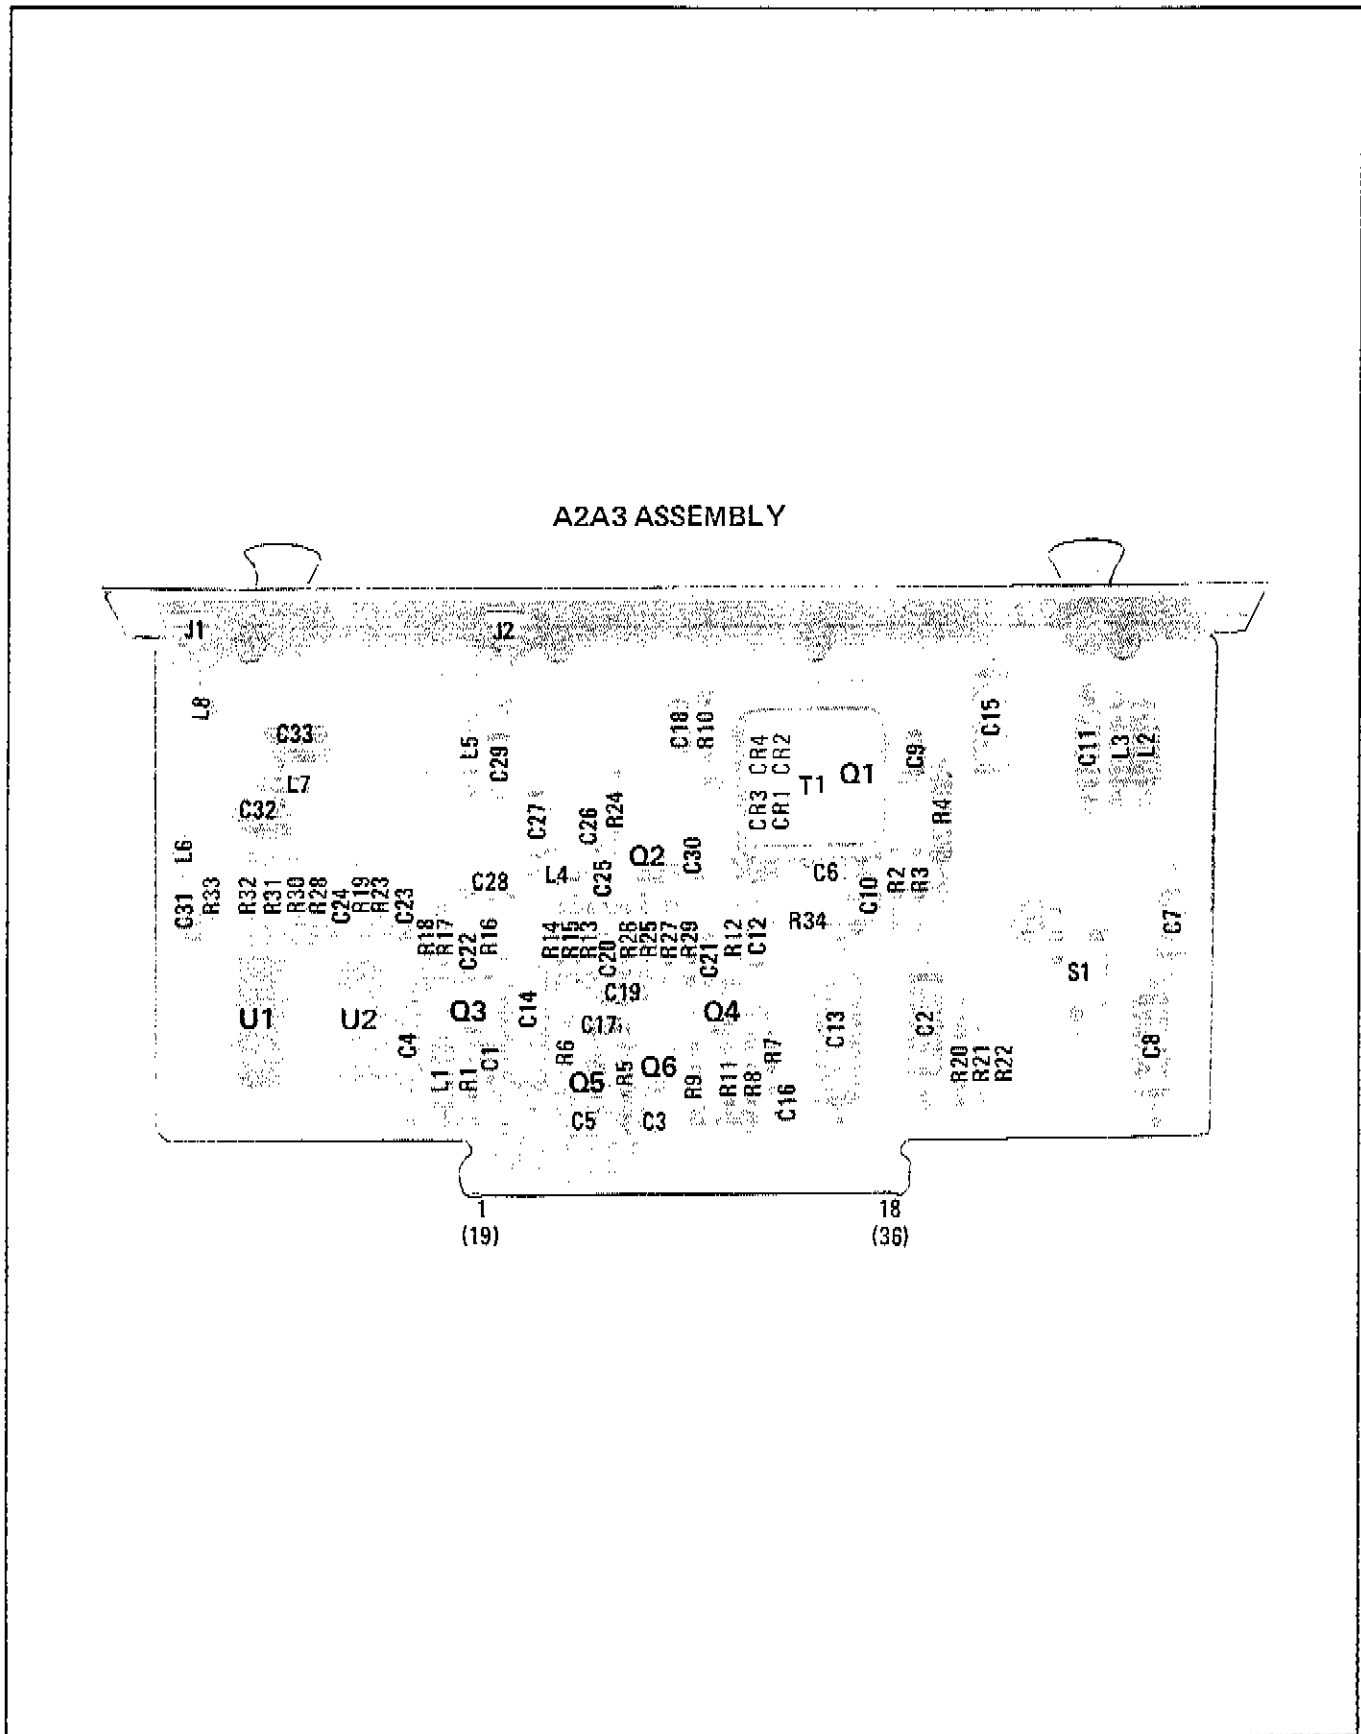 A2A3 ASSEMBLY
J1
J2
L8
C33
L7
C32
L6
L5
C29
C18
R10
CR4
CR2
CR3
CR1
T1
Q1
C9
R4
C15
C11
L3
L2
C27
C26
R24
Q2
C30
C25
L4
C28
C6
C10
R2
R3
C31
R33
R32
R31
R30
R28
C24
R19
R23
C23
R18
R17
C22
R16
R14
R15
R13
C20
R26
R25
R27
R29
C21
R12
C12
R34
C7
S1
C19
U1
U2
C4
Q3
C14
C17
Q4
C13
C2
C8
L1
R1
C1
R6
Q5
R5
Q6
R9
R11
R8
R7
C16
R20
R21
R22
C5
C3
1
(19)
18
(36)